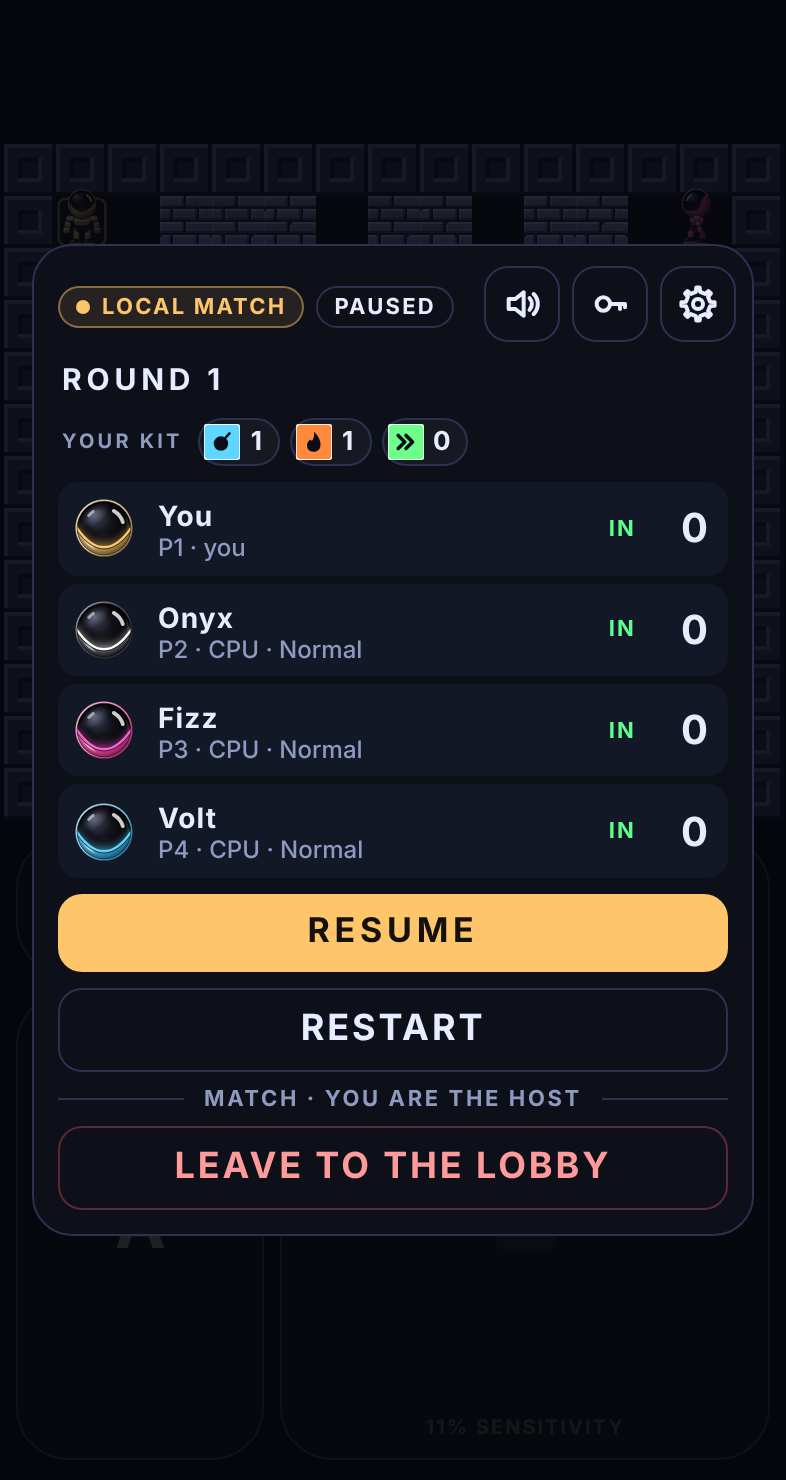 LOCAL MATCH PAUSED
ROUND 1
YOUR KIT 1 1 0
You IN 0
P1 · you
Onyx IN 0
P2 · CPU · Normal
Fizz IN 0
P3 · CPU · Normal
Volt IN 0
P4 · CPU · Normal
RESUME
RESTART
MATCH · YOU ARE THE HOST
LEAVE TO THE LOBBY
11% SENSITIVITY